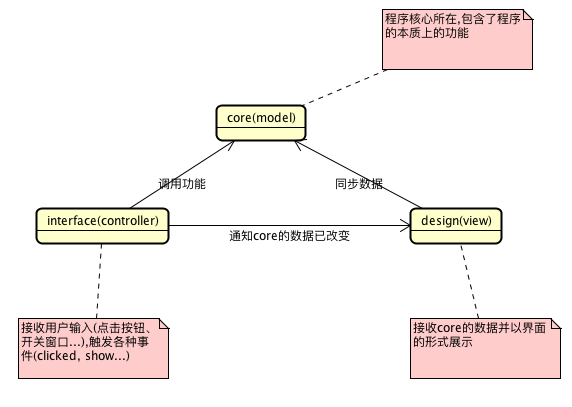 程序核心所在,包含了程序
的本质上的功能
core(model)
调用功能
同步数据
interface(controller)
design(view)
通知core的数据已改变
接收用户输入(点击按钮、
开关窗口...),触发各种事
件(clicked, show...)
接收core的数据并以界面
的形式展示